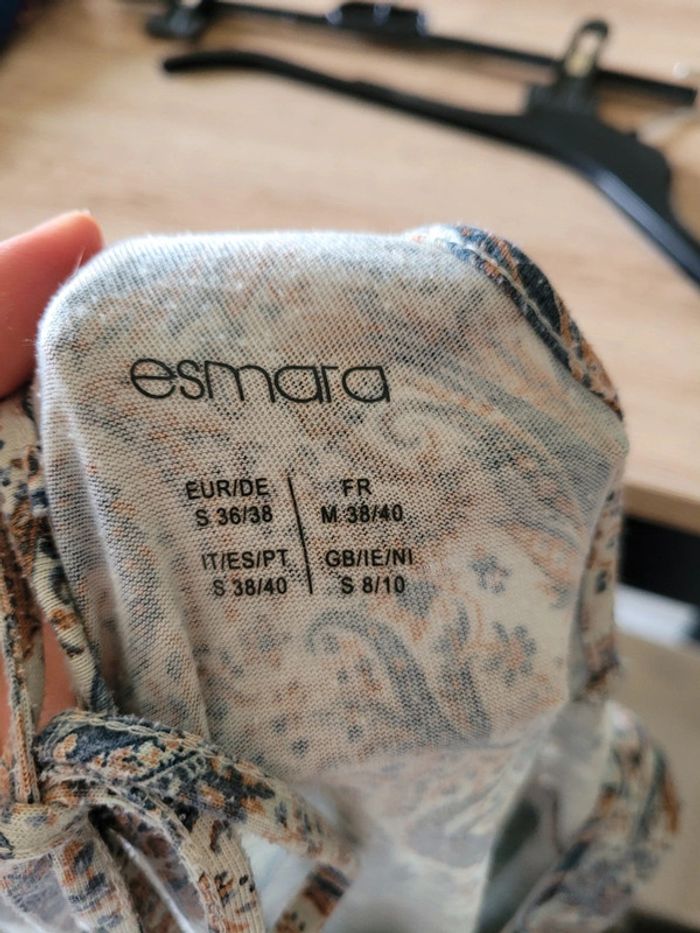 esmara
EUR/DE
S 36/38
FR
M 38/40
IT/ES/PT
S 38/40
GB/IE/NI
S 8/10